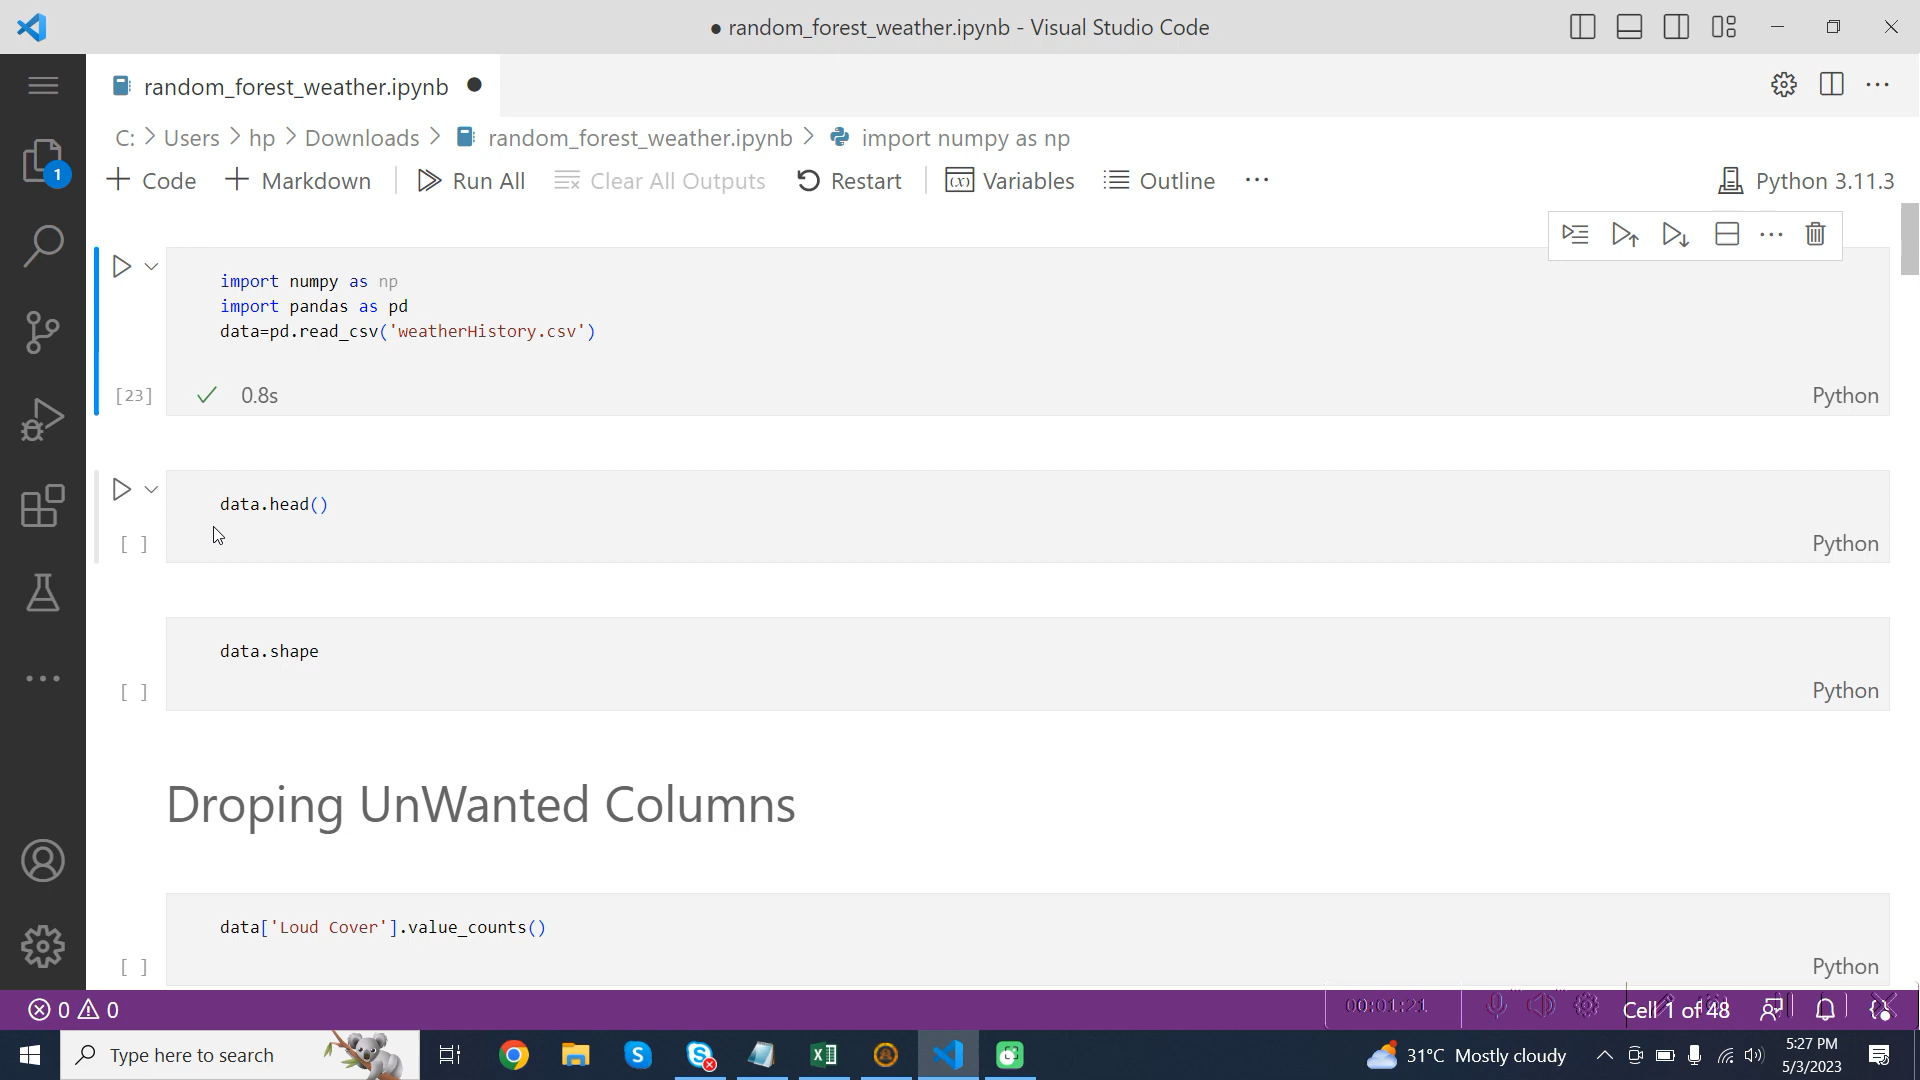 ● random_forest_weather.ipynb - Visual Studio Code
random_forest_weather.ipynb ●
C: > Users > hp > Downloads > random_forest_weather.ipynb > import numpy as np
+ Code + Markdown Run All Clear All Outputs Restart Variables Outline ... Python 3.11.3
import numpy as np
import pandas as pd
data=pd.read_csv('weatherHistory.csv')
[23] ✓ 0.8s Python
data.head()
[ ] Python
data.shape
[ ] Python
Droping UnWanted Columns
data['Loud Cover'].value_counts()
[ ] Python
1
0 0 00:01:21 Cell 1 of 48
Type here to search 31°C Mostly cloudy 5:27 PM
5/3/2023